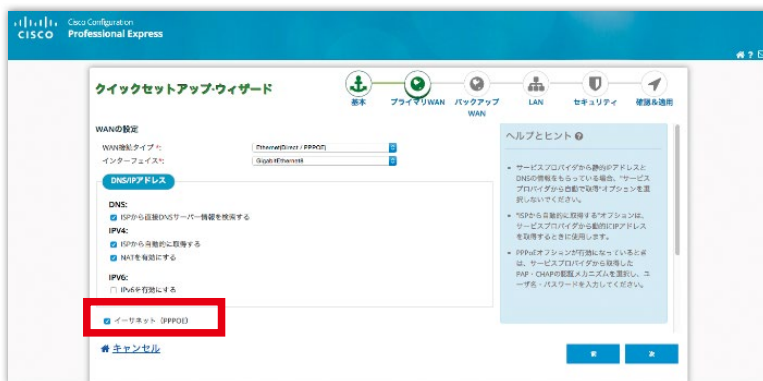 Cisco Configuration
CISCO Professional Express
クイックセットアップ·ウィザード
基本
プライマリWAN
バックアップ
WAN
LAN
セキュリティ
確認&適用
WANの設定
WAN接続タイプ *:
Ethernet(Direct / PPPOE)
インターフェイス*:
GigabitEthernet8
DNS/IPアドレス
DNS:
ISPから直接DNSサーバー情報を検索する
IPV4:
ISPから自動的に取得する
NATを有効にする
IPV6:
IPv6を有効にする
イーサネット (PPPOE)
キャンセル
ヘルプとヒント
• サービスプロバイダから静的IPアドレスと
DNSの情報をもらっている場合、"サービス
プロバイダから自動で取得"オプションを選
択しないでください。
• "ISPから自動的に取得する"オプションは、
サービスプロバイダから動的にIPアドレス
を取得するときに使用します。
• PPPoEオプションが有効になっているとき
は、サービスプロバイダから取得した
PAP・CHAPの認証メカニズムを選択し、ユ
ーザ名・パスワードを入力してください。
前
次